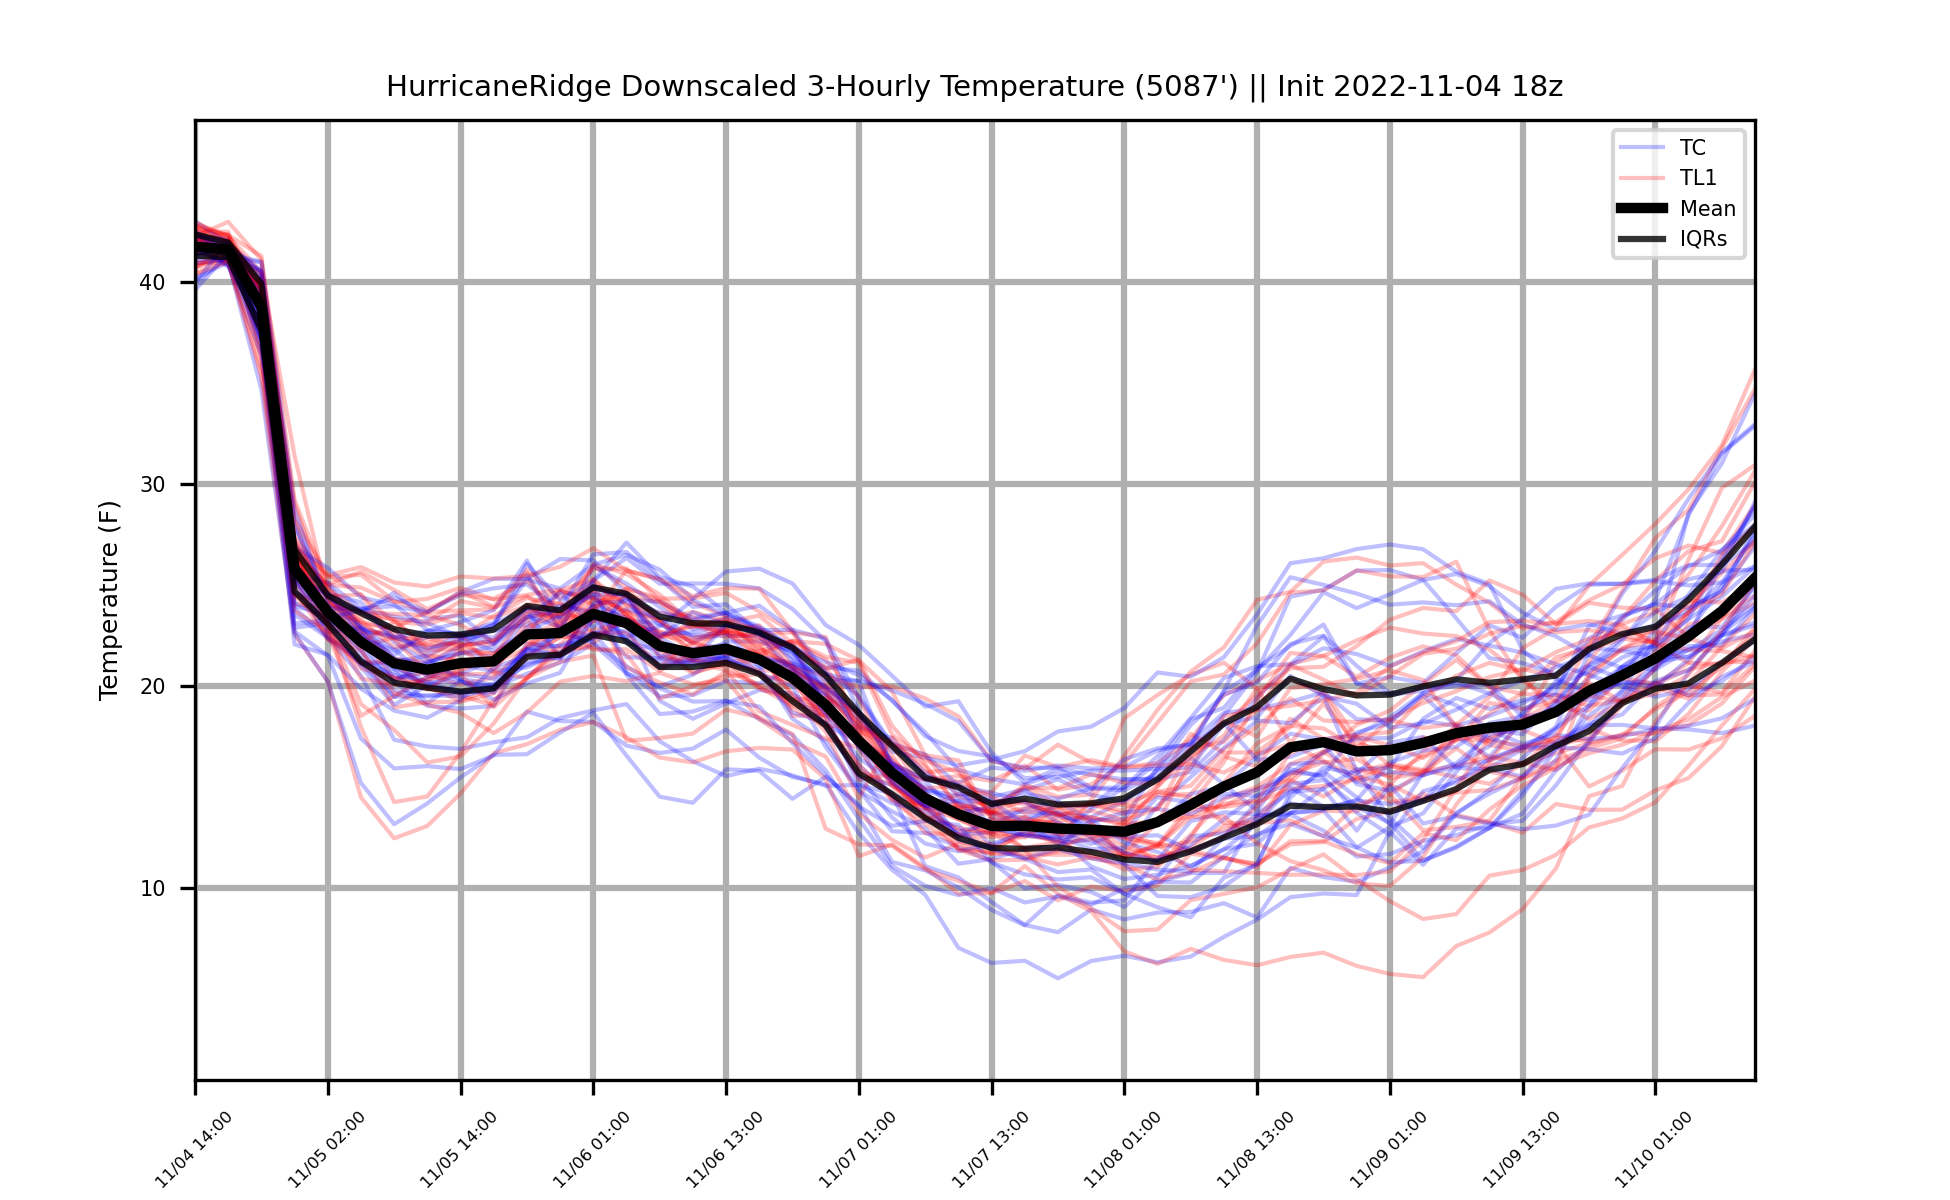 HurricaneRidge Downscaled 3-Hourly Temperature (5087') || Init 2022-11-04 18z
TC
TL1
Mean
IQRs
Temperature (F)
40
30
20
10
11/04 14:00
11/05 02:00
11/05 14:00
11/06 01:00
11/06 13:00
11/07 01:00
11/07 13:00
11/08 01:00
11/08 13:00
11/09 01:00
11/09 13:00
11/10 01:00